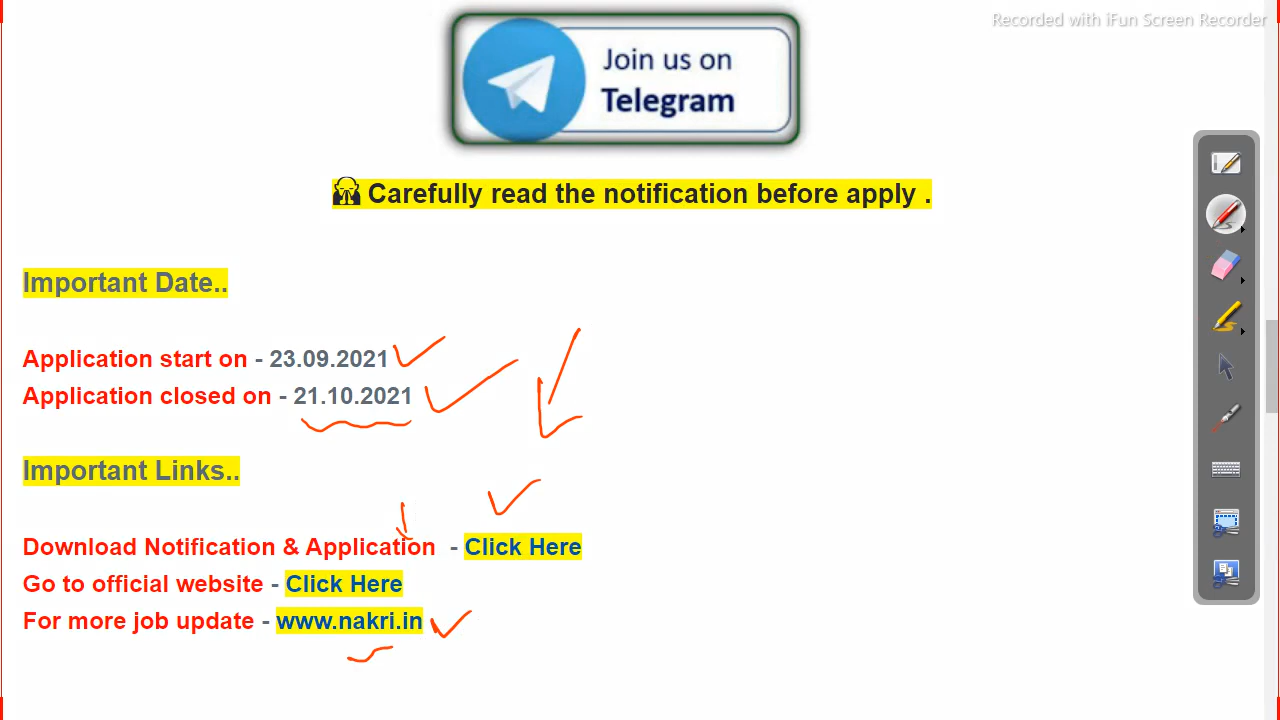 Recorded with iFun Screen Recorder
Join us on
Telegram
Carefully read the notification before apply .
Important Date..
Application start on - 23.09.2021
Application closed on - 21.10.2021
Important Links..
Download Notification & Application - Click Here
Go to official website - Click Here
For more job update - www.nakri.in